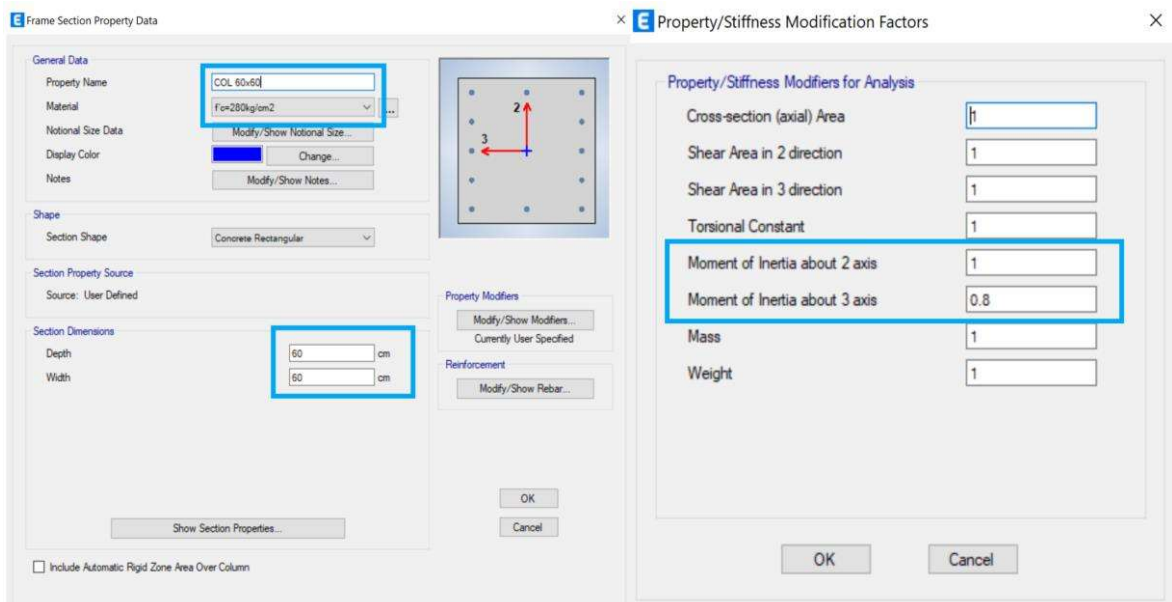 E Frame Section Property Data
General Data
Property Name COL 60x60
Material f'c=280kg/cm2 ...
Notional Size Data Modify/Show Notional Size...
Display Color Change...
Notes Modify/Show Notes...
2
3
Shape
Section Shape Concrete Rectangular
Section Property Source
Source: User Defined
Section Dimensions
Depth 60 cm
Width 60 cm
Property Modifiers
Modify/Show Modifiers...
Currently User Specified
Reinforcement
Modify/Show Rebar...
OK
Cancel
Show Section Properties...
Include Automatic Rigid Zone Area Over Column
E Property/Stiffness Modification Factors
Property/Stiffness Modifiers for Analysis
Cross-section (axial) Area 1
Shear Area in 2 direction 1
Shear Area in 3 direction 1
Torsional Constant 1
Moment of Inertia about 2 axis 1
Moment of Inertia about 3 axis 0.8
Mass 1
Weight 1
OK Cancel